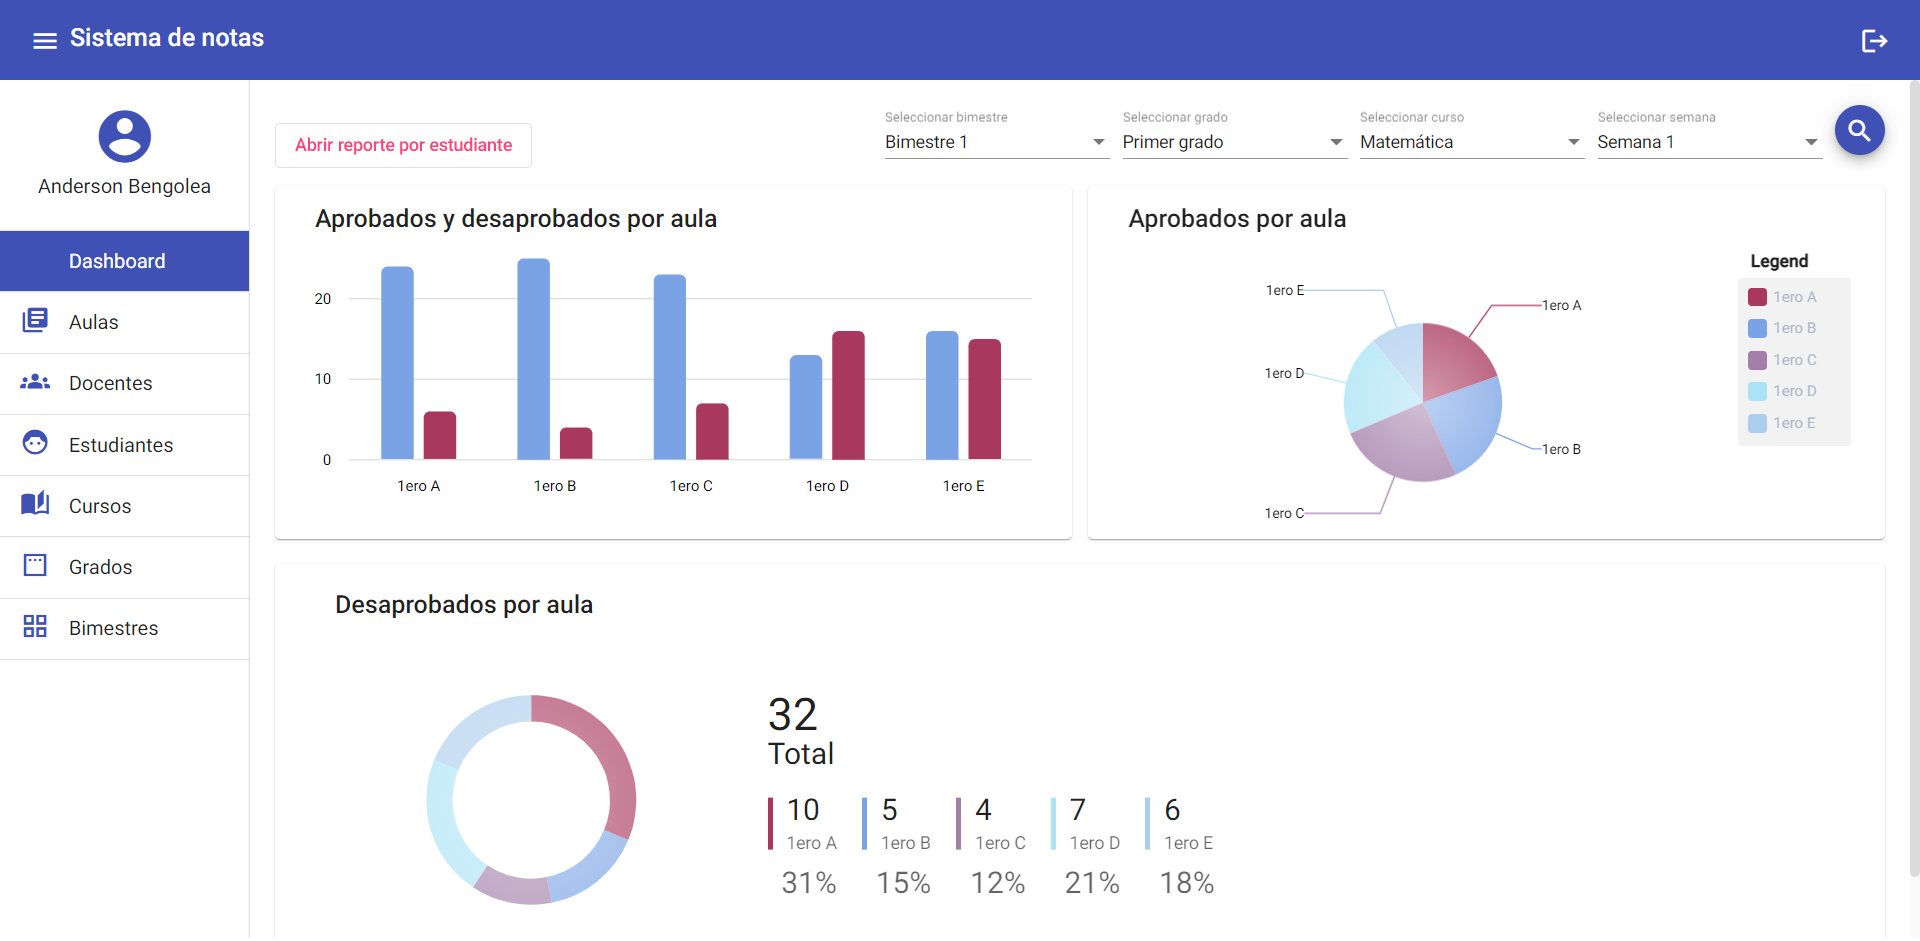 Sistema de notas
Anderson Bengolea
Dashboard
Aulas
Docentes
Estudiantes
Cursos
Grados
Bimestres
Abrir reporte por estudiante
Seleccionar bimestre
Bimestre 1
Seleccionar grado
Primer grado
Seleccionar curso
Matemática
Seleccionar semana
Semana 1
Aprobados y desaprobados por aula
20
10
0
1ero A
1ero B
1ero C
1ero D
1ero E
Aprobados por aula
1ero E
1ero A
1ero D
1ero B
1ero C
Legend
1ero A
1ero B
1ero C
1ero D
1ero E
Desaprobados por aula
32
Total
10 5 4 7 6
1ero A 1ero B 1ero C 1ero D 1ero E
31% 15% 12% 21% 18%